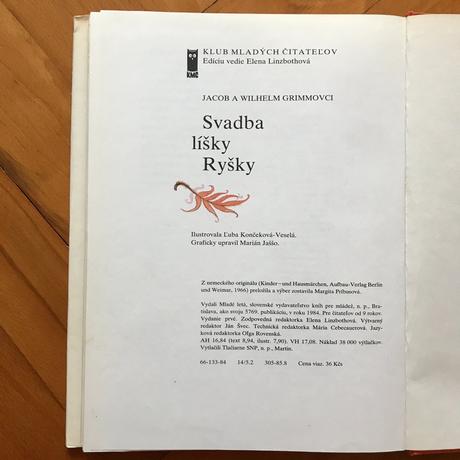 KLUB MLADÝCH ČITATEĽOV
Edíciu vedie Elena Linzbothová
KMČ
JACOB A WILHELM GRIMMOVCI
Svadba
líšky
Ryšky
Ilustrovala Ľuba Končeková-Veselá.
Graficky upravil Marián Jaššo.
Z nemeckého originálu (Kinder- und Hausmärchen, Aufbau-Verlag Berlin
und Weimar, 1966) preložila a výber zostavila Margita Príbusová.
Vydali Mladé letá, slovenské vydavateľstvo kníh pre mládež, n. p., Bra-
tislava, ako svoju 5769. publikáciu, v roku 1984. Pre čitateľov od 9 rokov.
Vydanie prvé. Zodpovedná redaktorka Elena Linzbothová. Výtvarný
redaktor Ján Švec. Technická redaktorka Mária Cebecauerová. Jazy-
ková redaktorka Oľga Rovenská.
AH 16,84 (text 8,94, ilustr. 7,90). VH 17,08. Náklad 38 000 výtlačkov.
Vytlačili Tlačiarne SNP, n. p., Martin.
66-133-84 14/5.2 305-85.8 Cena viaz. 36 Kčs